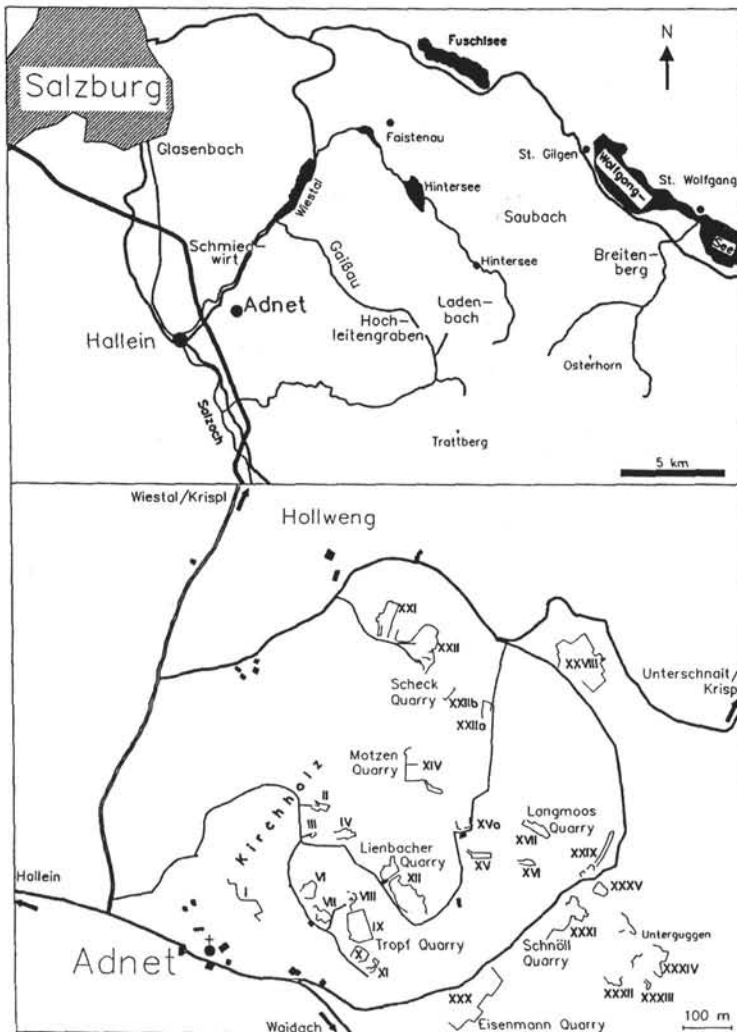 Fuschlsee
N
Salzburg
Glasenbach
Faistenau
St. Gilgen
Wolfgang-
St. Wolfgang
Wiestal
Hintersee
Saubach
See
Schmied-
wirt
Gaißau
Hintersee
Breiten-
berg
Adnet
Laden-
bach
Hallein
Hoch-
leitengraben
Osterhorn
Salzach
Trattberg
5 km
Wiestal/Krispl
Hollweng
XXI
XXII
XXVIII
Unterschnait/
Krispl
Scheck
Quarry
XXIIb
XXIIa
Motzen
Quarry
XIV
Kirchholz
II
III
IV
XVa
Langmoos
Quarry
XVII
Lienbacher
Quarry
XV
XVI
XXIX
XII
VI
I
VIII
VII
XXXV
Hallein
IX
XXXI
Tropf Quarry
Schnöll
Quarry
Unterguggen
X
XI
Adnet
XXXIV
XXXII
XXXIII
XXX
Eisenmann Quarry
Waidach
100 m